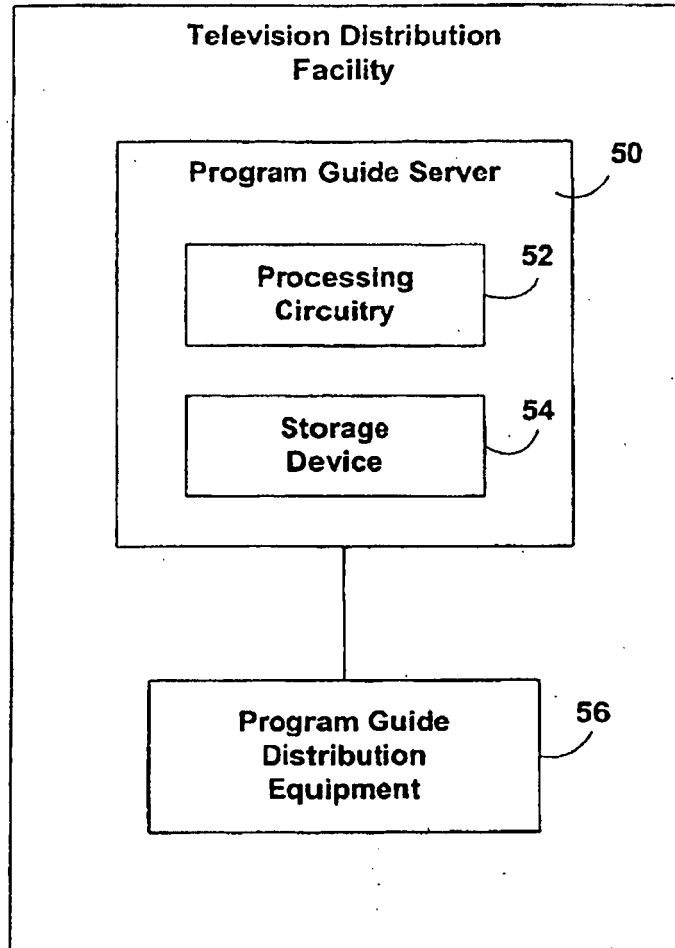 Television Distribution
Facility
Program Guide Server
50
Processing
Circuitry
52
Storage
Device
54
Program Guide
Distribution
Equipment
56